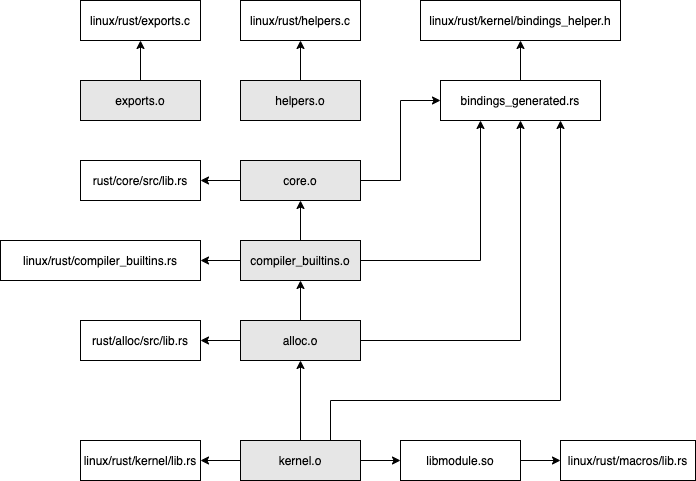 linux/rust/exports.c
linux/rust/helpers.c
linux/rust/kernel/bindings_helper.h
exports.o
helpers.o
bindings_generated.rs
rust/core/src/lib.rs
core.o
linux/rust/compiler_builtins.rs
compiler_builtins.o
rust/alloc/src/lib.rs
alloc.o
linux/rust/kernel/lib.rs
kernel.o
libmodule.so
linux/rust/macros/lib.rs